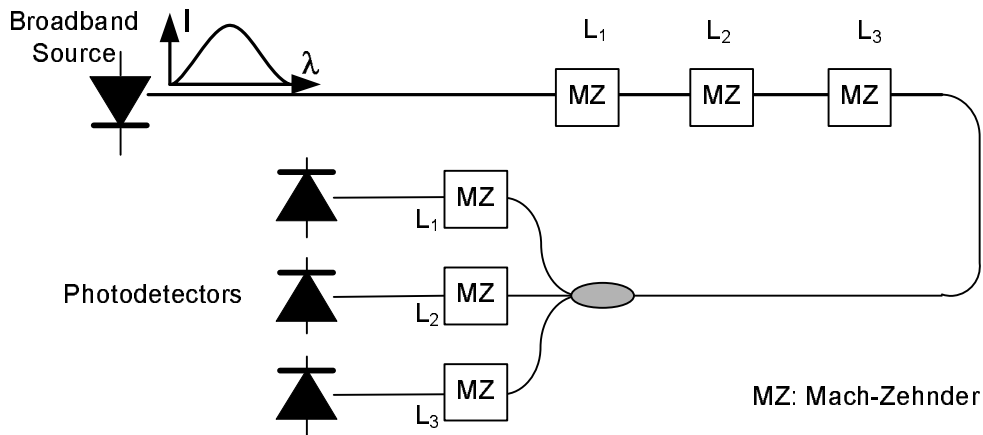 Broadband
Source
I
λ
L₁
L₂
L₃
MZ
MZ
MZ
MZ
L₁
Photodetectors
MZ
L₂
MZ
L₃
MZ: Mach-Zehnder